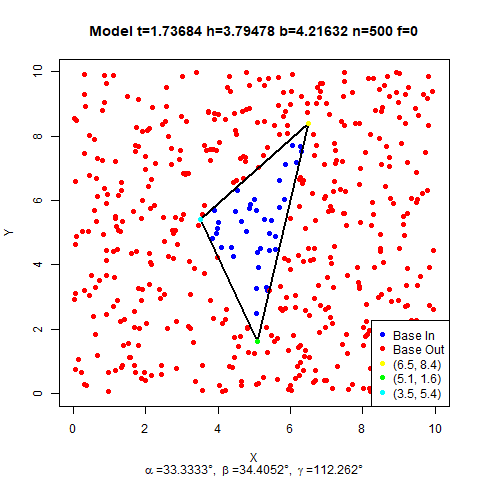 Model t=1.73684 h=3.79478 b=4.21632 n=500 f=0
10
8
6
4
2
0
Y
Base In
Base Out
(6.5, 8.4)
(5.1, 1.6)
(3.5, 5.4)
0 2 4 6 8 10
X
α=33.3333°, β=34.4052°, γ=112.262°